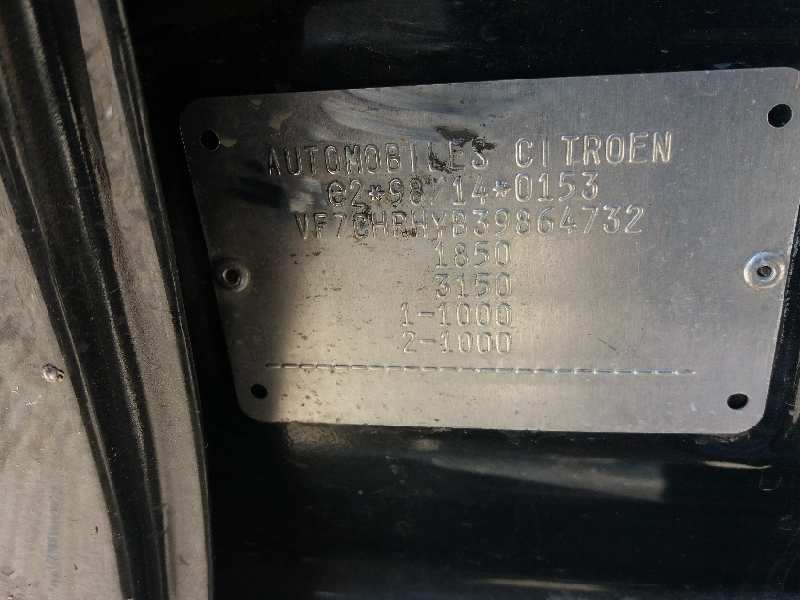 AUTOMOBILES CITROEN
e2*98/14*0153
VF7CHRHYB39864732
1850
3150
1-1000
2-1000